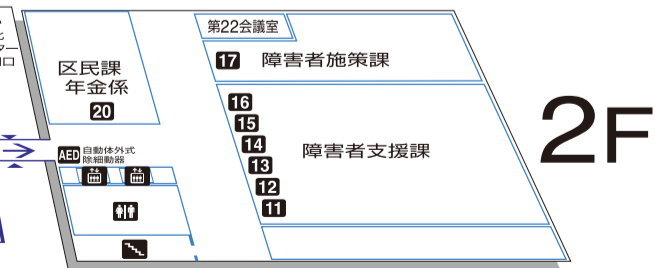 第22会議室
17 障害者施策課
区民課
年金係
20
16
15
14
13
12
11
障害者支援課
2F
AED 自動体外式
除細動器